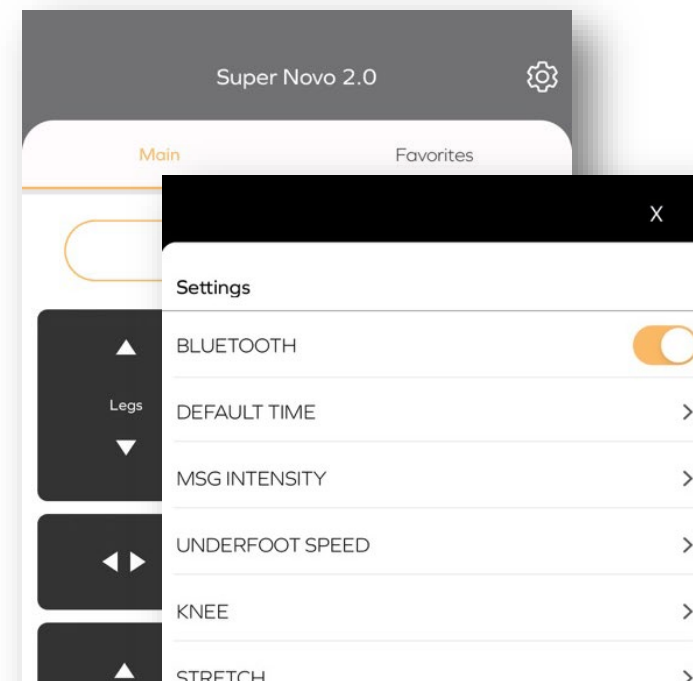 Super Novo 2.0
Main Favorites
X
Settings
BLUETOOTH
Legs
DEFAULT TIME
MSG INTENSITY
UNDERFOOT SPEED
KNEE
STRETCH